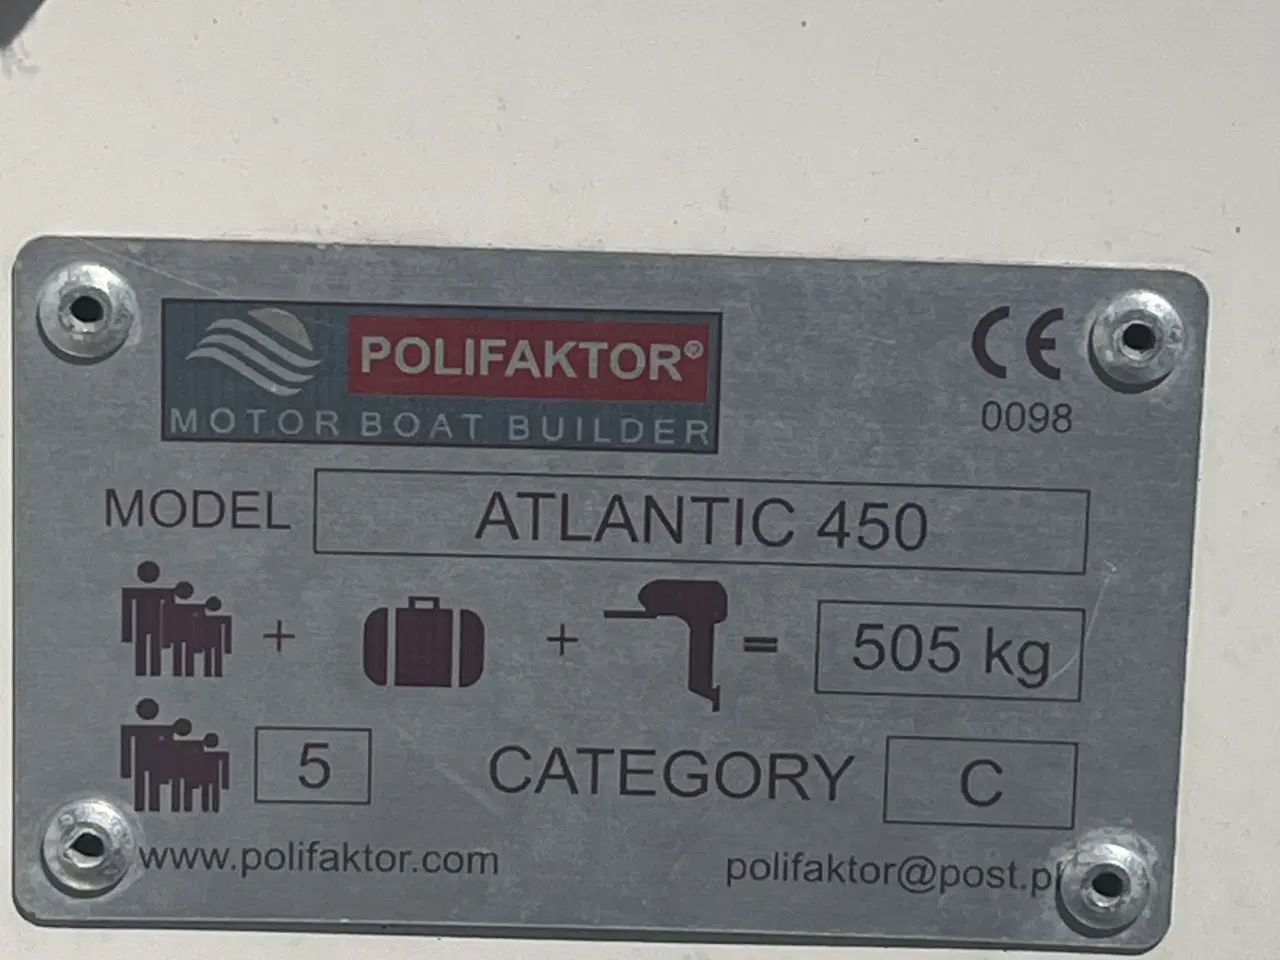 POLIFAKTOR®
MOTOR BOAT BUILDER
CE
0098
MODEL ATLANTIC 450
+ + = 505 kg
5 CATEGORY C
www.polifaktor.com polifaktor@post.pl